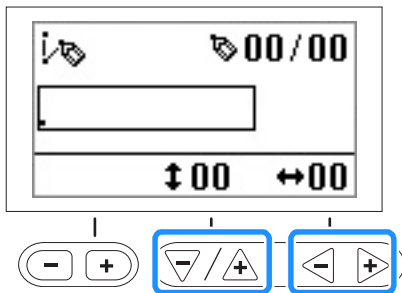 00/00
↕00 ↔00
- + - / + - +